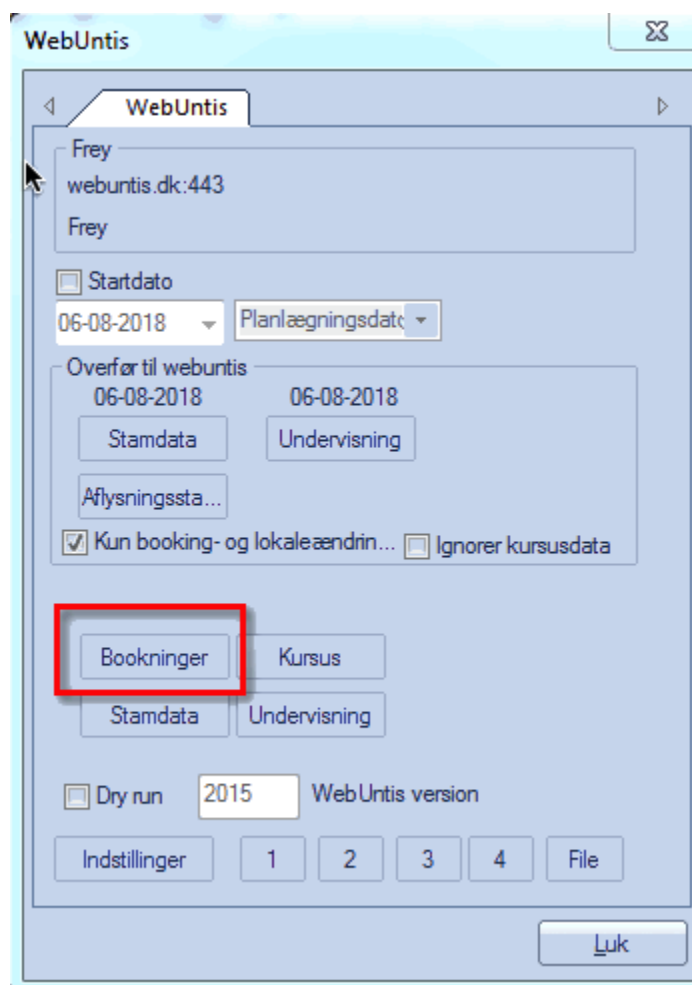 WebUntis
WebUntis
Frey
webuntis.dk:443
Frey
Startdato
06-08-2018 Planlægningsdatc
Overfør til webuntis
06-08-2018 06-08-2018
Stamdata Undervisning
Aflysningssta...
Kun booking- og lokaleændrin... Ignorer kursusdata
Bookninger Kursus
Stamdata Undervisning
Dry run 2015 WebUntis version
Indstillinger 1 2 3 4 File
Luk